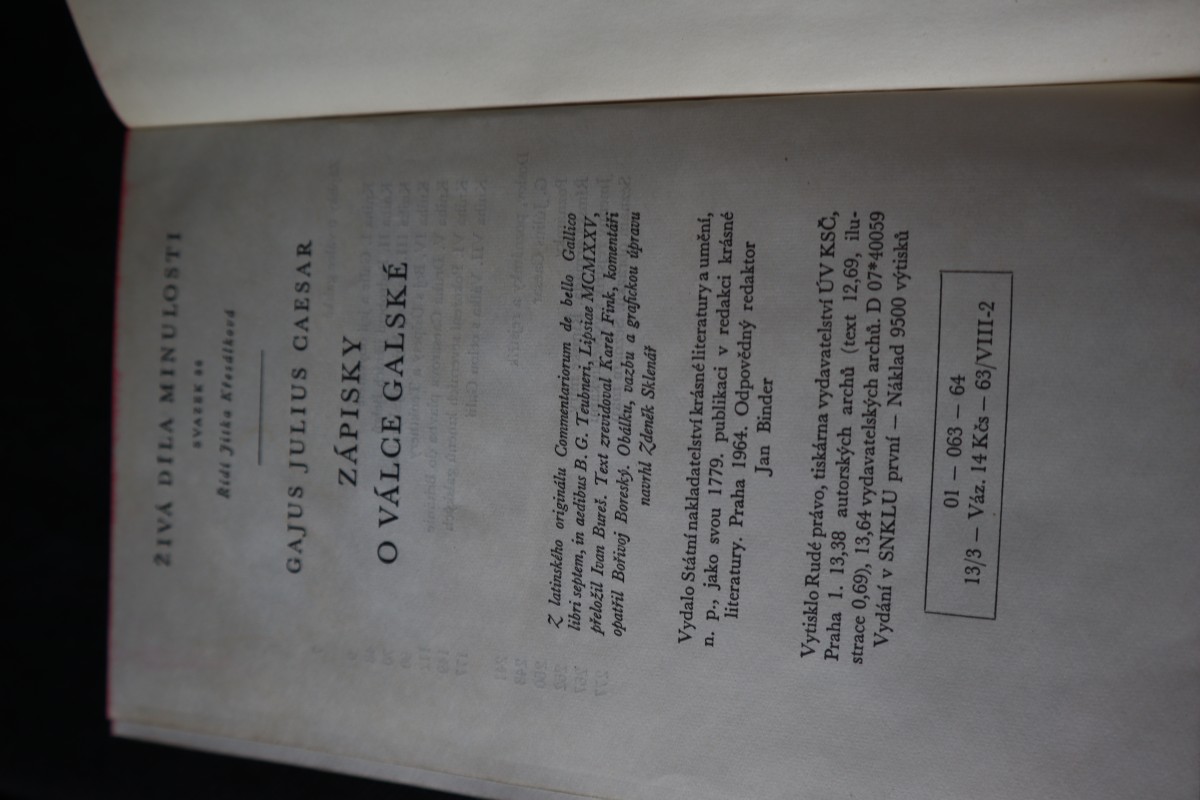 ŽIVÁ DÍLA MINULOSTI
SVAZEK
Řídí Jitka Křesálková
GAJUS JULIUS CAESAR
ZÁPISKY
O VÁLCE GALSKÉ
Z latinského originálu Commentariorum de bello Gallico
libri septem, in aedibus B. G. Teubneri, Lipsiae MCMXXV,
přeložil Ivan Bureš. Text zrevidoval Karel Fink, komentáři
opatřil Bořivoj Boreský. Obálku, vazbu a grafickou úpravu
navrhl Zdeněk Sklenář
Vydalo Státní nakladatelství krásné literatury a umění,
n. p., jako svou 1779. publikaci v redakci krásné
literatury. Praha 1964. Odpovědný redaktor
Jan Binder
Vytisklo Rudé právo, tiskárna vydavatelství ÚV KSČ,
Praha 1. 13,38 autorských archů (text 12,69, ilu-
strace 0,69), 13,64 vydavatelských archů. D 07*40059
Vydání v SNKLU první – Náklad 9500 výtisků
01 – 063 – 64
13/3 – Váz. 14 Kčs – 63/VIII-2